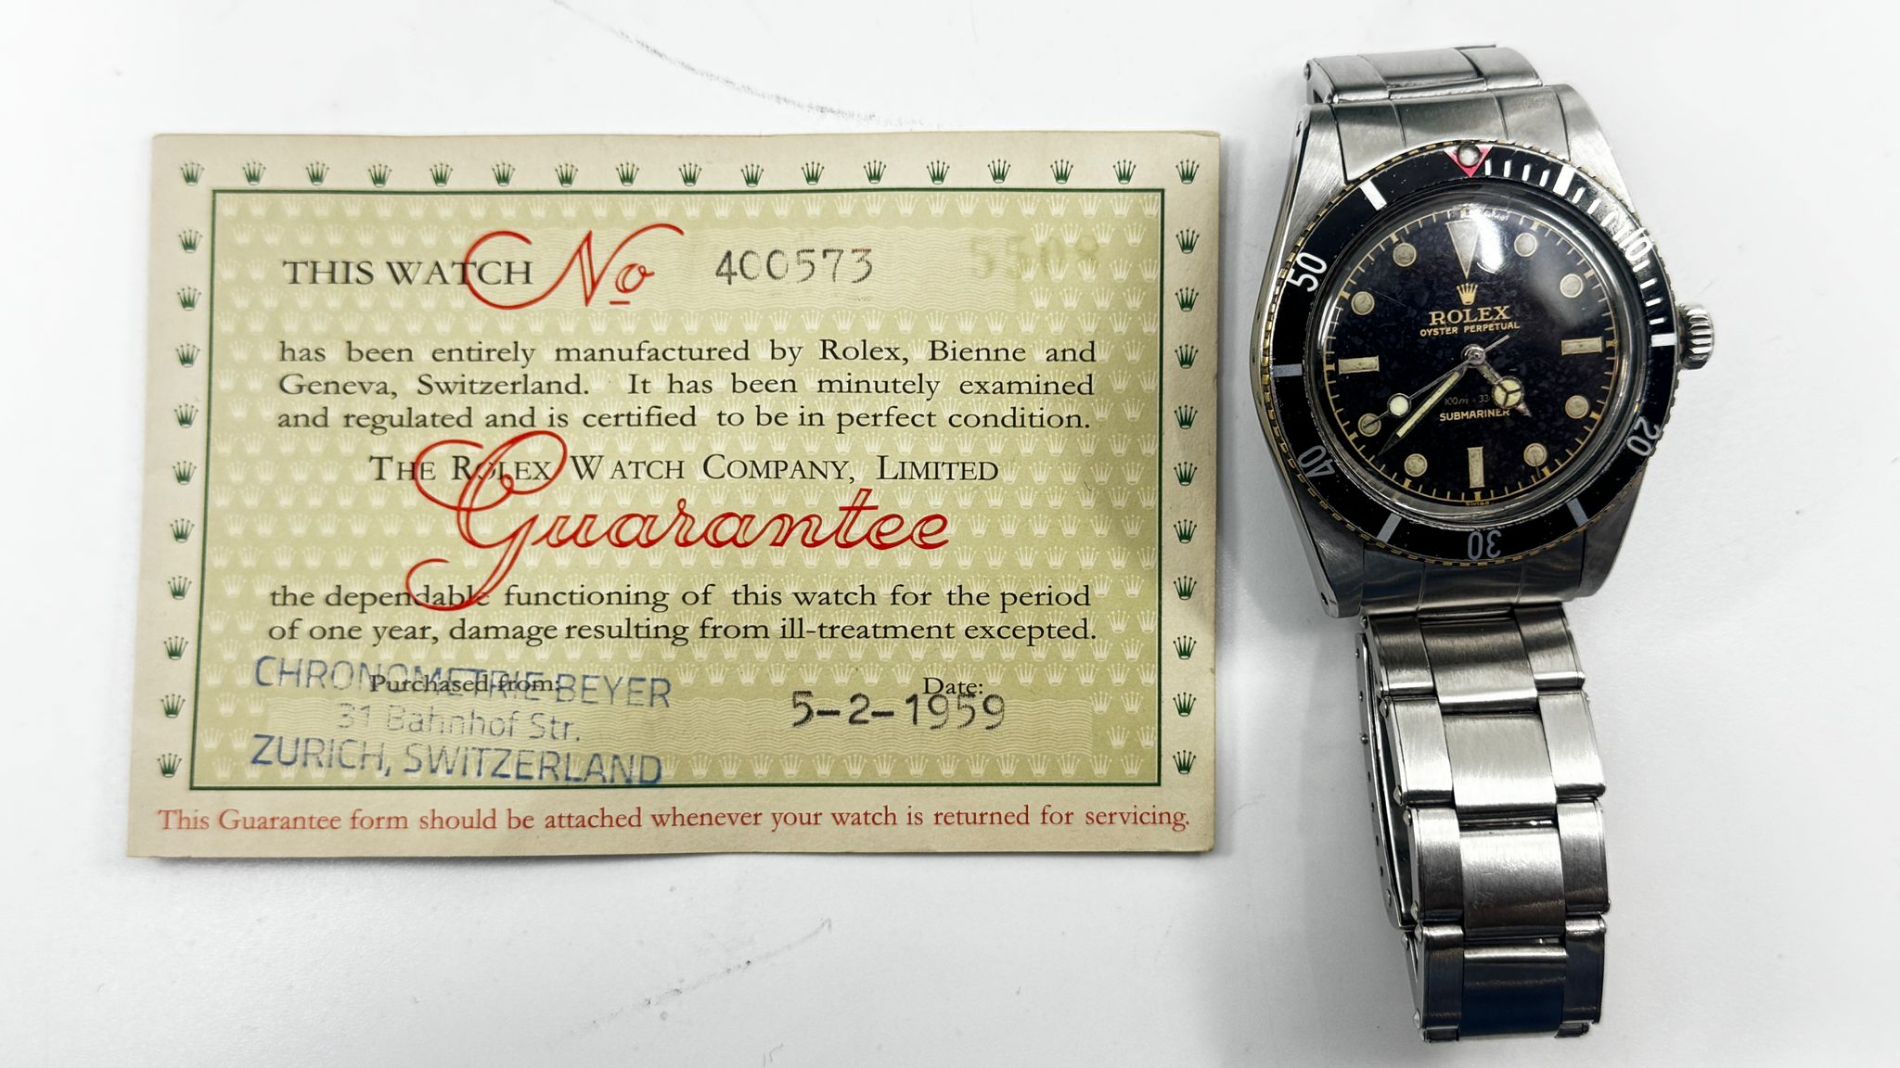 THIS WATCH No 400573 5508
has been entirely manufactured by Rolex, Bienne and
Geneva, Switzerland. It has been minutely examined
and regulated and is certified to be in perfect condition.
THE ROLEX WATCH COMPANY, LIMITED
Guarantee
the dependable functioning of this watch for the period
of one year, damage resulting from ill-treatment excepted.
Purchased from:
Date:
CHRONOMETRIE BEYER
31 Bahnhof Str.
ZURICH, SWITZERLAND
5-2-1959
This Guarantee form should be attached whenever your watch is returned for servicing.
ROLEX
OYSTER PERPETUAL
100m
SUBMARINER
10
20
30
40
50